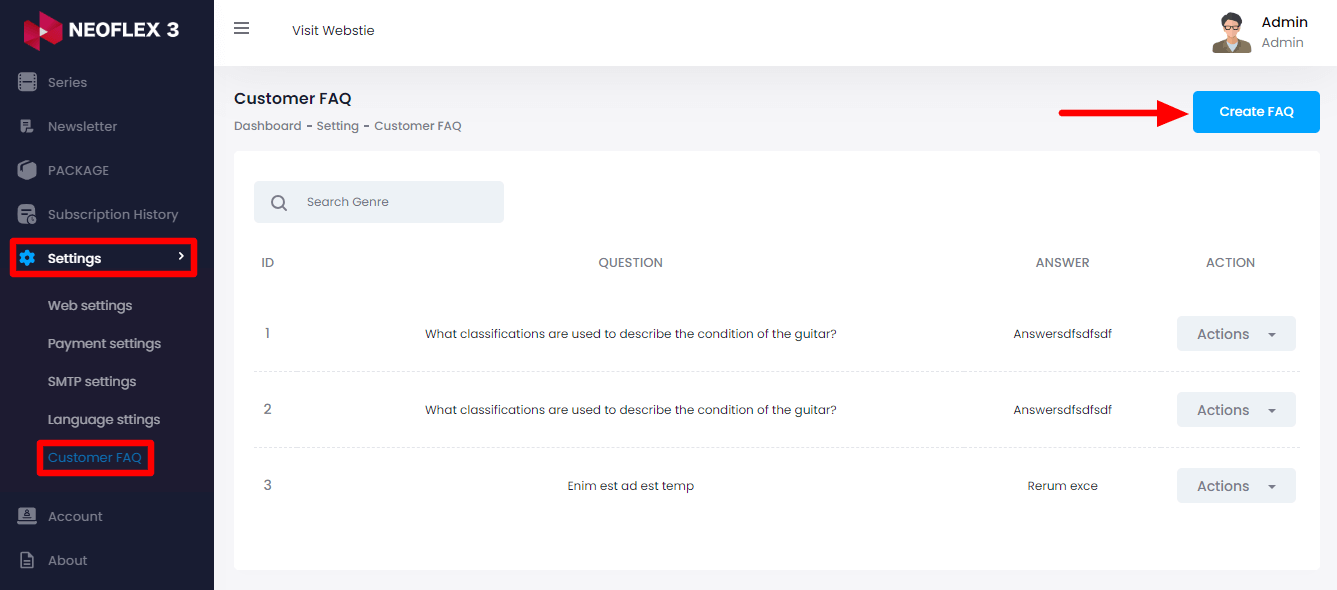 NEOFLEX 3
Series
Newsletter
PACKAGE
Subscription History
Settings
Web settings
Payment settings
SMTP settings
Language sttings
Customer FAQ
Account
About
Visit Webstie
Admin
Admin
Customer FAQ
Dashboard - Setting - Customer FAQ
Create FAQ
Search Genre
ID QUESTION ANSWER ACTION
1 What classifications are used to describe the condition of the guitar? Answersdfsdfsdf Actions
2 What classifications are used to describe the condition of the guitar? Answersdfsdfsdf Actions
3 Enim est ad est temp Rerum exce Actions